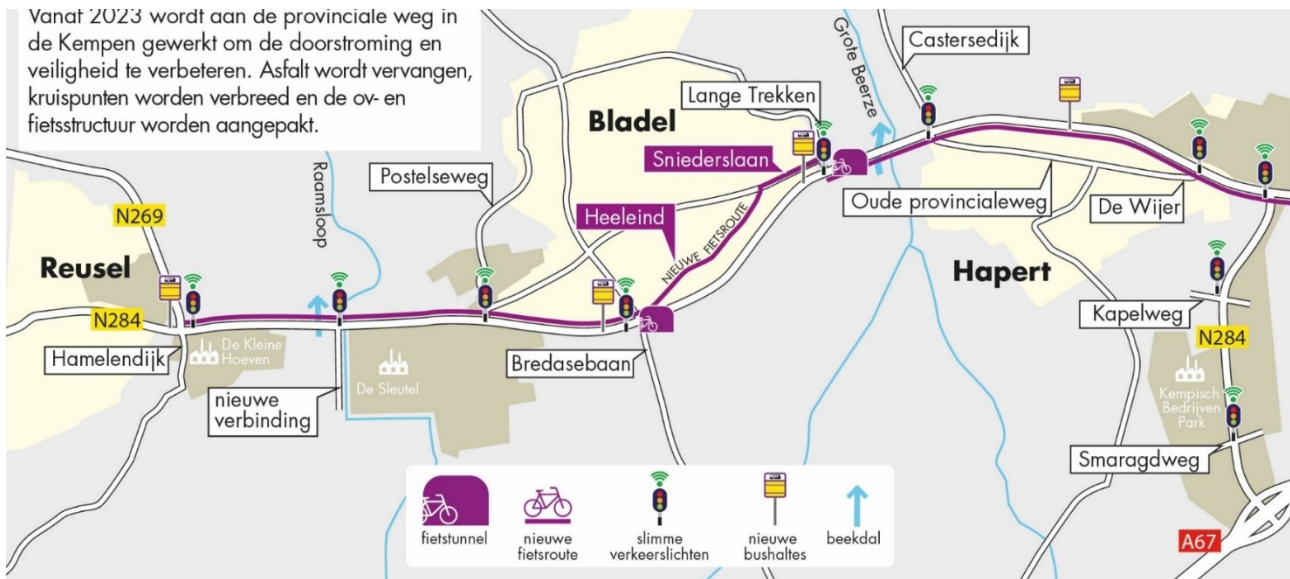 Vanaf 2023 wordt aan de provinciale weg in
de Kempen gewerkt om de doorstroming en
veiligheid te verbeteren. Asfalt wordt vervangen,
kruispunten worden verbreed en de ov- en
fietsstructuur worden aangepakt.
Grote Beerze
Castersedijk
Lange Trekken
Bladel
Sniederslaan
Raamsloop
Postelseweg
Oude provincialeweg
De Wijer
N269
Heeleind
NIEUWE FIETSROUTE
Reusel
Hapert
N284
Kapelweg
Hamelendijk
De Kleine
Hoeven
Bredasebaan
N284
De Sleutel
nieuwe
verbinding
Kempisch
Bedrijven
Park
Smaragdweg
A67
fietstunnel
nieuwe
fietsroute
slimme
verkeerslichten
nieuwe
bushaltes
beekdal